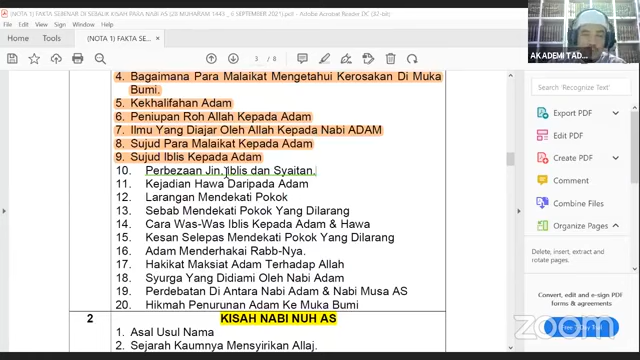 (NOTA 1) FAKTA SEBENAR DI SEBALIK KISAH PARA NABI AS (20 MUHARAM 1443 _ 6 SEPTEMBER 2021).pdf - Adobe Acrobat Reader DC (32-bit)
File Edit View Sign Window Help
Home Tools (NOTA 1) FAKTA SE... ×
3 / 8
AKADEMI TAD...
4. Bagaimana Para Malaikat Mengetahui Kerosakan Di Muka
Bumi.
5. Kekhalifahan Adam
6. Peniupan Roh Allah Kepada Adam
7. Ilmu Yang Diajar Oleh Allah Kepada Nabi ADAM
8. Sujud Para Malaikat Kepada Adam
9. Sujud Iblis Kepada Adam
10. Perbezaan Jin, Iblis dan Syaitan.
11. Kejadian Hawa Daripada Adam
12. Larangan Mendekati Pokok
13. Sebab Mendekati Pokok Yang Dilarang
14. Cara Was-Was Iblis Kepada Adam & Hawa
15. Kesan Selepas Mendekati Pokok Yang Dilarang
16. Adam Menderhakai Rabb-Nya.
17. Hakikat Maksiat Adam Terhadap Allah
18. Syurga Yang Didiami Oleh Nabi Adam
19. Perdebatan Di Antara Nabi Adam & Nabi Musa AS
20. Hikmah Penurunan Adam Ke Muka Bumi
2 KISAH NABI NUH AS
1. Asal Usul Nama
2. Sejarah Kaumnya Mensyirikan Allaj.
Search 'Recognize Text'
Export PDF
Edit PDF
Create PDF
Comment
Combine Files
Organize Pages
Delete, insert, extract and
rotate pages.
Convert, edit and e-sign PDF
forms & agreements
Free 7-Day Trial
zoom